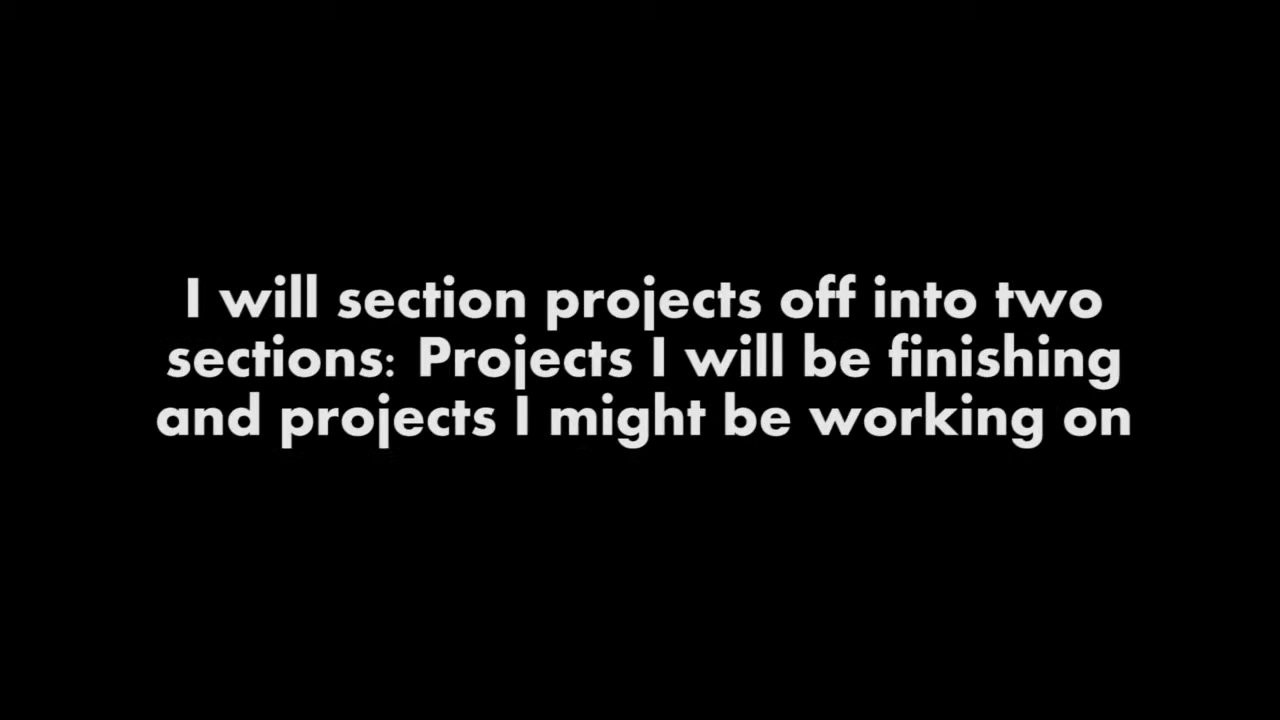 I will section projects off into two
sections: Projects I will be finishing
and projects I might be working on